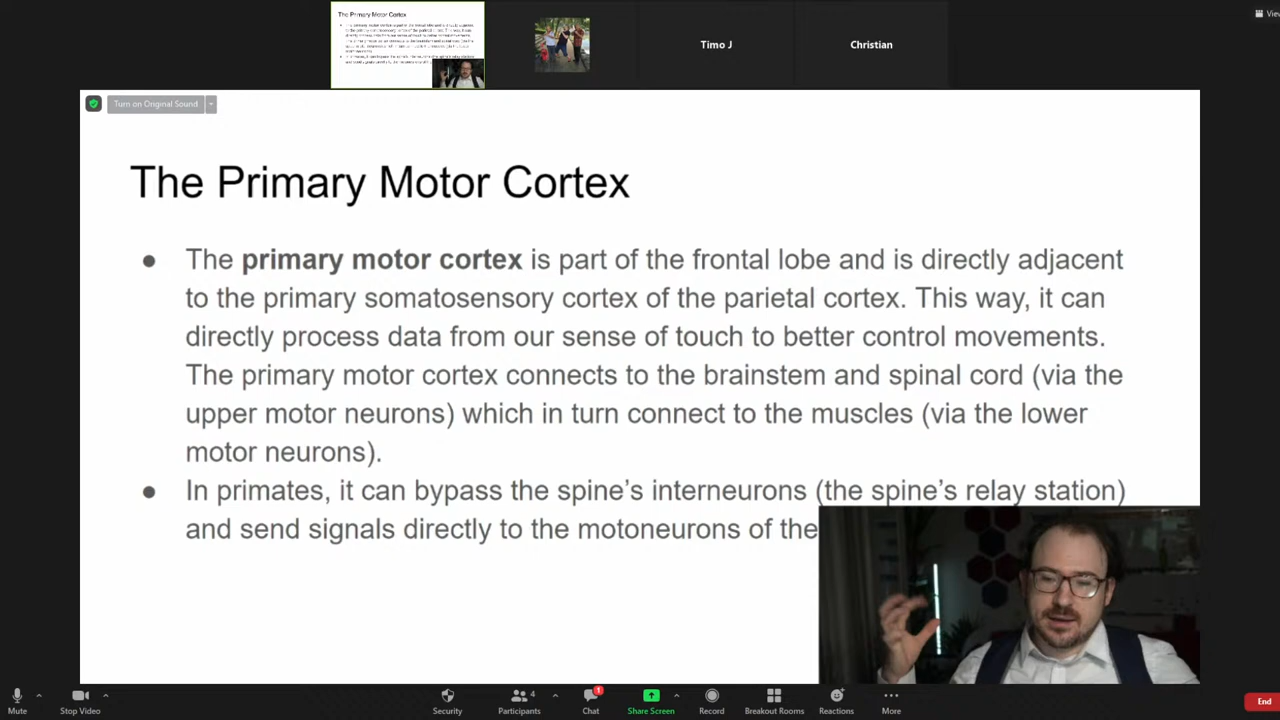 The Primary Motor Cortex
Timo J
Christian
Turn on Original Sound
The Primary Motor Cortex
● The primary motor cortex is part of the frontal lobe and is directly adjacent
to the primary somatosensory cortex of the parietal cortex. This way, it can
directly process data from our sense of touch to better control movements.
The primary motor cortex connects to the brainstem and spinal cord (via the
upper motor neurons) which in turn connect to the muscles (via the lower
motor neurons).
● In primates, it can bypass the spine's interneurons (the spine's relay station)
and send signals directly to the motoneurons of the
Mute
Stop Video
Security
Participants
4
Chat
1
Share Screen
Record
Breakout Rooms
Reactions
More
End